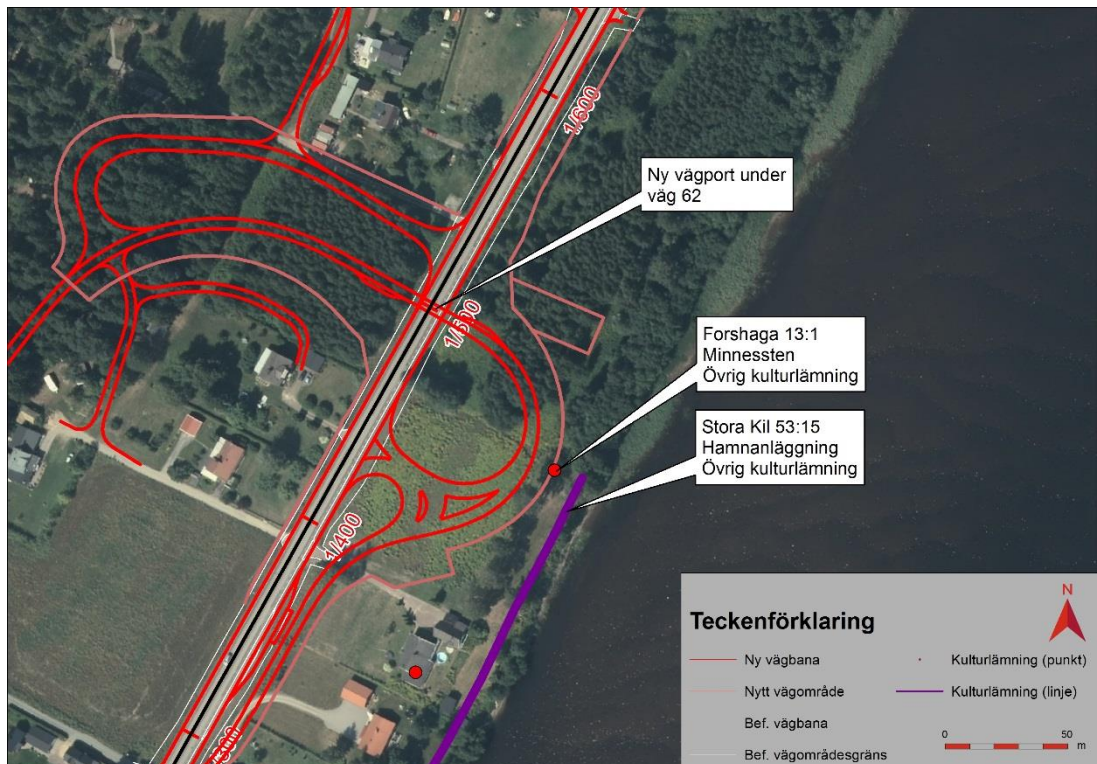 1/600
Ny vägport under
väg 62
1/500
Forshaga 13:1
Minnessten
Övrig kulturlämning
Stora Kil 53:15
Hamnanläggning
Övrig kulturlämning
1/400
Teckenförklaring
N
Ny vägbana
Kulturlämning (punkt)
Nytt vägområde
Kulturlämning (linje)
Bef. vägbana
Bef. vägområdesgräns
0 50
m